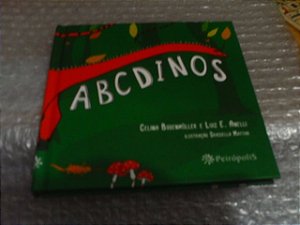 ABCDINOS
CELINA BODENMÜLLER E LUIZ E. ANELLI
ILUSTRAÇÕES GRAZIELLA MATTAR
Peirópolis